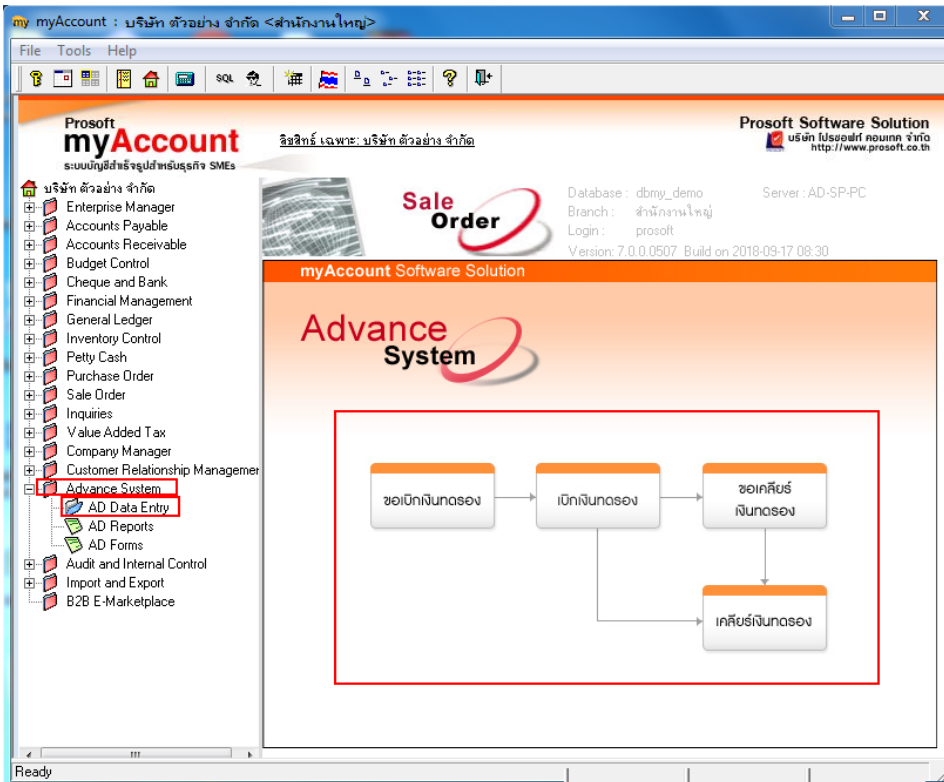 myAccount : บริษัท ตัวอย่าง จำกัด <สำนักงานใหญ่>
File Tools Help
SQL
Prosoft
myAccount
ระบบบัญชีสำเร็จรูปสำหรับธุรกิจ SMEs
ลิขสิทธิ์ เฉพาะ: บริษัท ตัวอย่าง จำกัด
Prosoft Software Solution
บริษัท โปรซอฟท์ คอมเทค จำกัด
http://www.prosoft.co.th
บริษัท ตัวอย่าง จำกัด
Enterprise Manager
Accounts Payable
Accounts Receivable
Budget Control
Cheque and Bank
Financial Management
General Ledger
Inventory Control
Petty Cash
Purchase Order
Sale Order
Inquiries
Value Added Tax
Company Manager
Customer Relationship Managemer
Advance System
AD Data Entry
AD Reports
AD Forms
Audit and Internal Control
Import and Export
B2B E-Marketplace
Sale
Order
Database : dbmy_demo Server : AD-SP-PC
Branch : สำนักงานใหญ่
Login : prosoft
Version: 7.0.0.0507 Build on 2018-09-17 08:30
myAccount Software Solution
Advance
System
ขอเบิกเงินทดรอง
เบิกเงินทดรอง
ขอเคลียร์
เงินทดรอง
เคลียร์เงินทดรอง
Ready